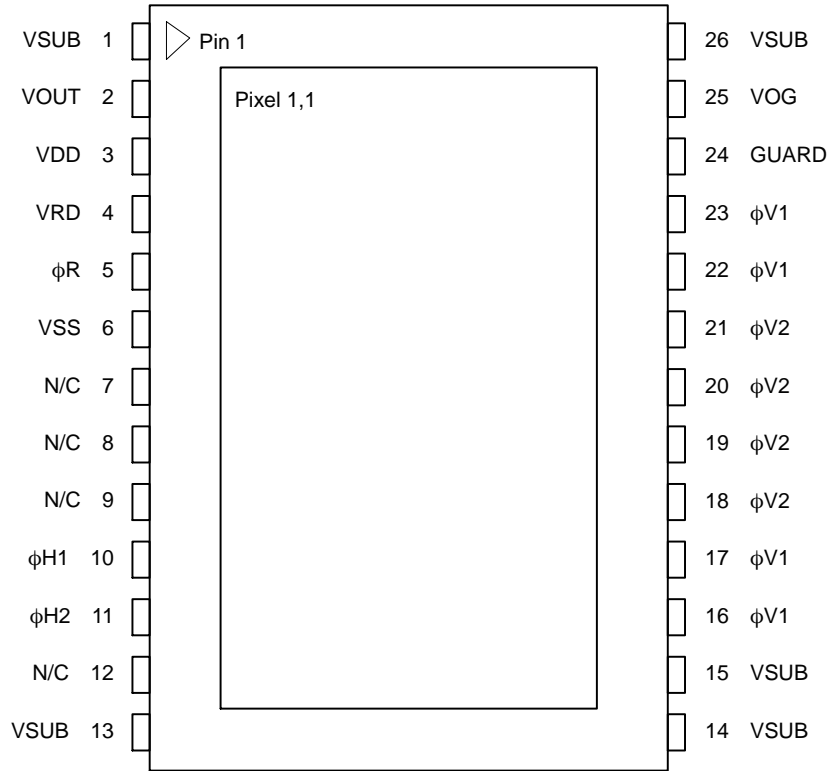 VSUB 1 Pin 1 26 VSUB
VOUT 2 Pixel 1,1 25 VOG
VDD 3 24 GUARD
VRD 4 23 ϕV1
ϕR 5 22 ϕV1
VSS 6 21 ϕV2
N/C 7 20 ϕV2
N/C 8 19 ϕV2
N/C 9 18 ϕV2
ϕH1 10 17 ϕV1
ϕH2 11 16 ϕV1
N/C 12 15 VSUB
VSUB 13 14 VSUB